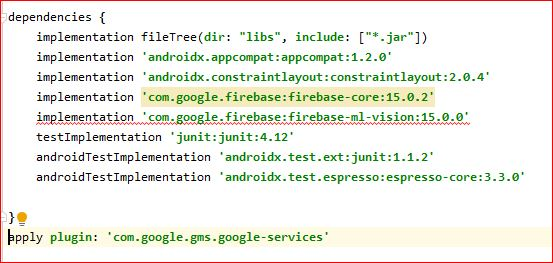 dependencies {
    implementation fileTree(dir: "libs", include: ["*.jar"])
    implementation 'androidx.appcompat:appcompat:1.2.0'
    implementation 'androidx.constraintlayout:constraintlayout:2.0.4'
    implementation 'com.google.firebase:firebase-core:15.0.2'
    implementation 'com.google.firebase:firebase-ml-vision:15.0.0'
    testImplementation 'junit:junit:4.12'
    androidTestImplementation 'androidx.test.ext:junit:1.1.2'
    androidTestImplementation 'androidx.test.espresso:espresso-core:3.3.0'
}
apply plugin: 'com.google.gms.google-services'